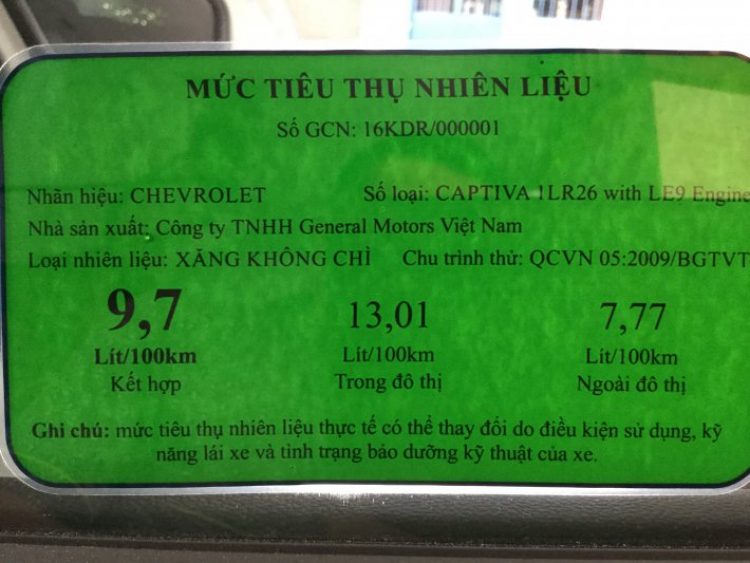 MỨC TIÊU THỤ NHIÊN LIỆU
Số GCN: 16KDR/000001
Nhãn hiệu: CHEVROLET Số loại: CAPTIVA 1LR26 with LE9 Engine
Nhà sản xuất: Công ty TNHH General Motors Việt Nam
Loại nhiên liệu: XĂNG KHÔNG CHÌ Chu trình thử: QCVN 05:2009/BGTVT
9,7 13,01 7,77
Lít/100km Lít/100km Lít/100km
Kết hợp Trong đô thị Ngoài đô thị
Ghi chú: mức tiêu thụ nhiên liệu thực tế có thể thay đổi do điều kiện sử dụng, kỹ
năng lái xe và tình trạng bảo dưỡng kỹ thuật của xe.